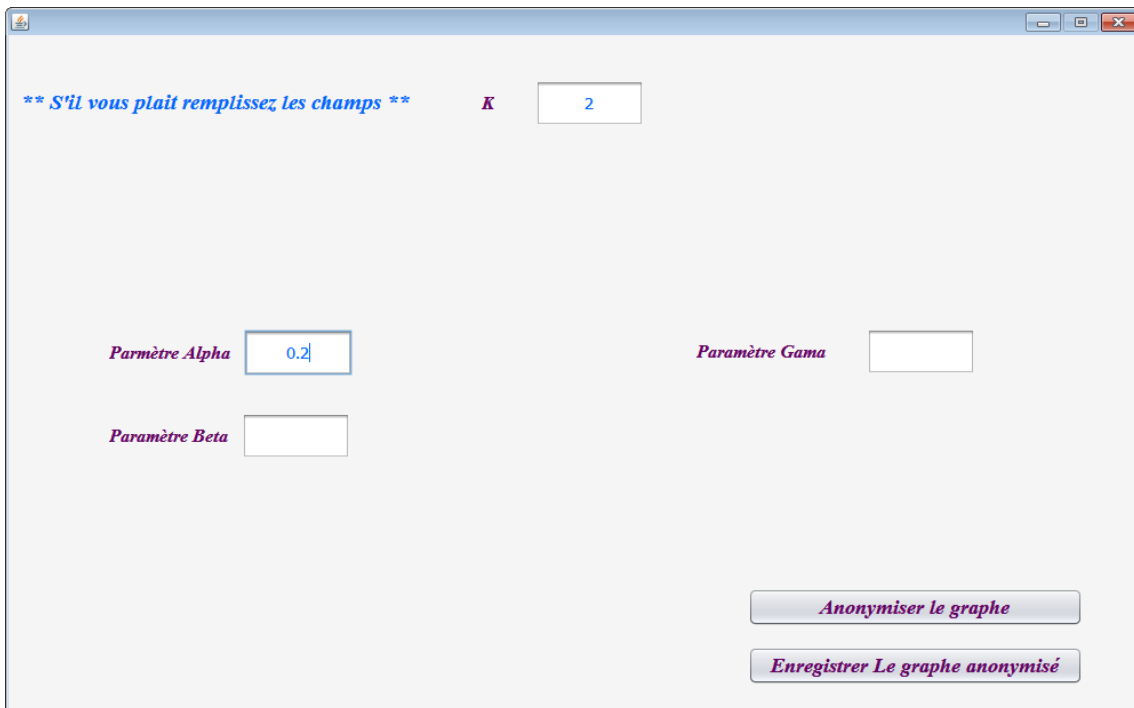 ** S'il vous plait remplissez les champs ** K 2
Parmètre Alpha 0.2 Paramètre Gama
Paramètre Beta
Anonymiser le graphe
Enregistrer Le graphe anonymisé